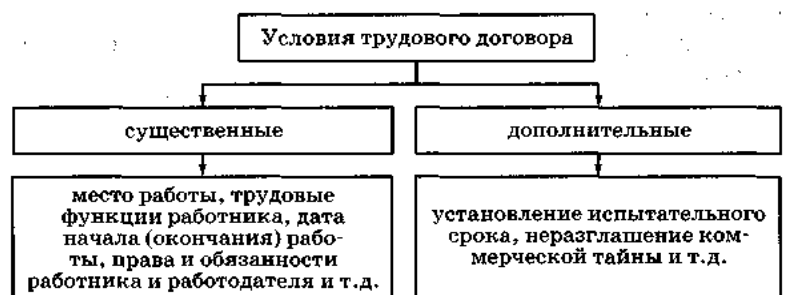 Условия трудового договора
существенные
дополнительные
место работы, трудовые
функции работника, дата
начала (окончания) рабо-
ты, права и обязанности
работника и работодателя и т.д.
установление испытательного
срока, неразглашение ком-
мерческой тайны и т.д.